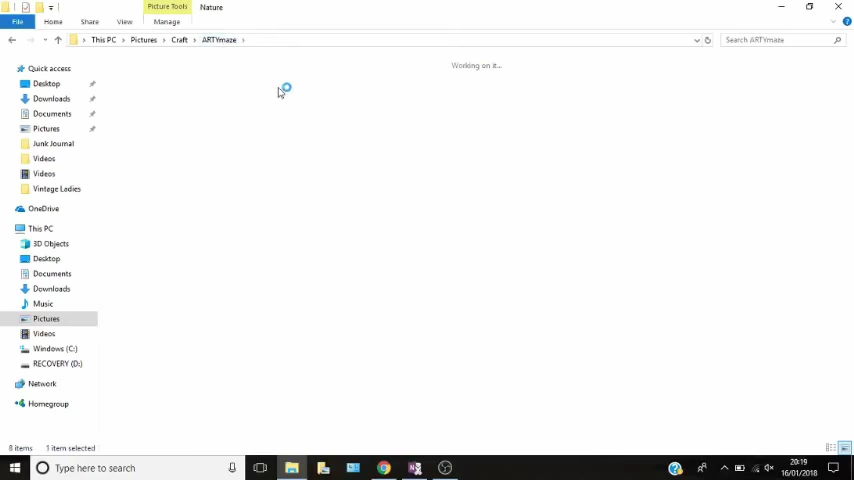 Picture Tools Nature
File Home Share View Manage
This PC Pictures Craft ARTYmaze Search ARTYmaze
Working on it...
Quick access
Desktop
Downloads
Documents
Pictures
Junk Journal
Videos
Videos
Vintage Ladies
OneDrive
This PC
3D Objects
Desktop
Documents
Downloads
Music
Pictures
Videos
Windows (C:)
RECOVERY (D:)
Network
Homegroup
8 items 1 item selected
Type here to search 20:19
16/01/2018